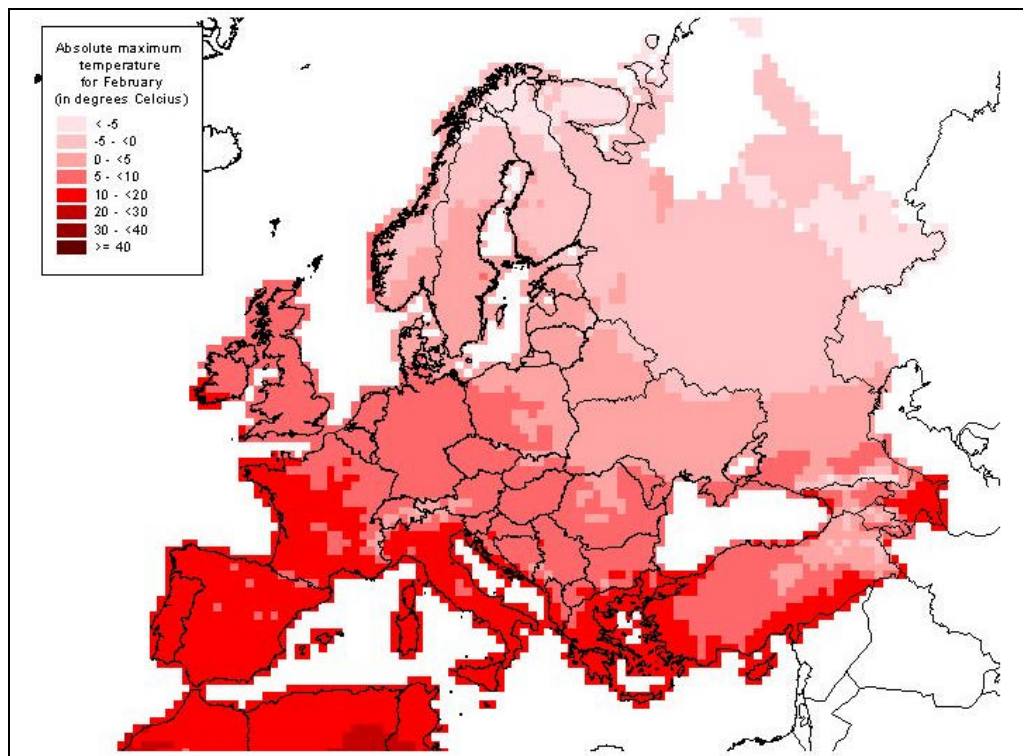 Absolute maximum
temperature
for February
(in degrees Celcius)
< -5
-5 - <0
0 - <5
5 - <10
10 - <20
20 - <30
30 - <40
>= 40